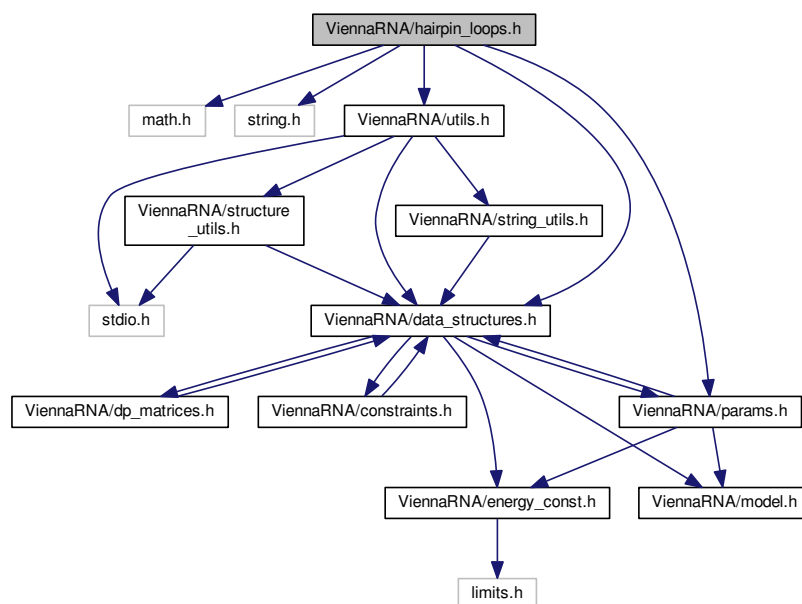 ViennaRNA/hairpin_loops.h
math.h
string.h
ViennaRNA/utils.h
ViennaRNA/structure
_utils.h
ViennaRNA/string_utils.h
stdio.h
ViennaRNA/data_structures.h
ViennaRNA/dp_matrices.h
ViennaRNA/constraints.h
ViennaRNA/params.h
ViennaRNA/energy_const.h
ViennaRNA/model.h
limits.h